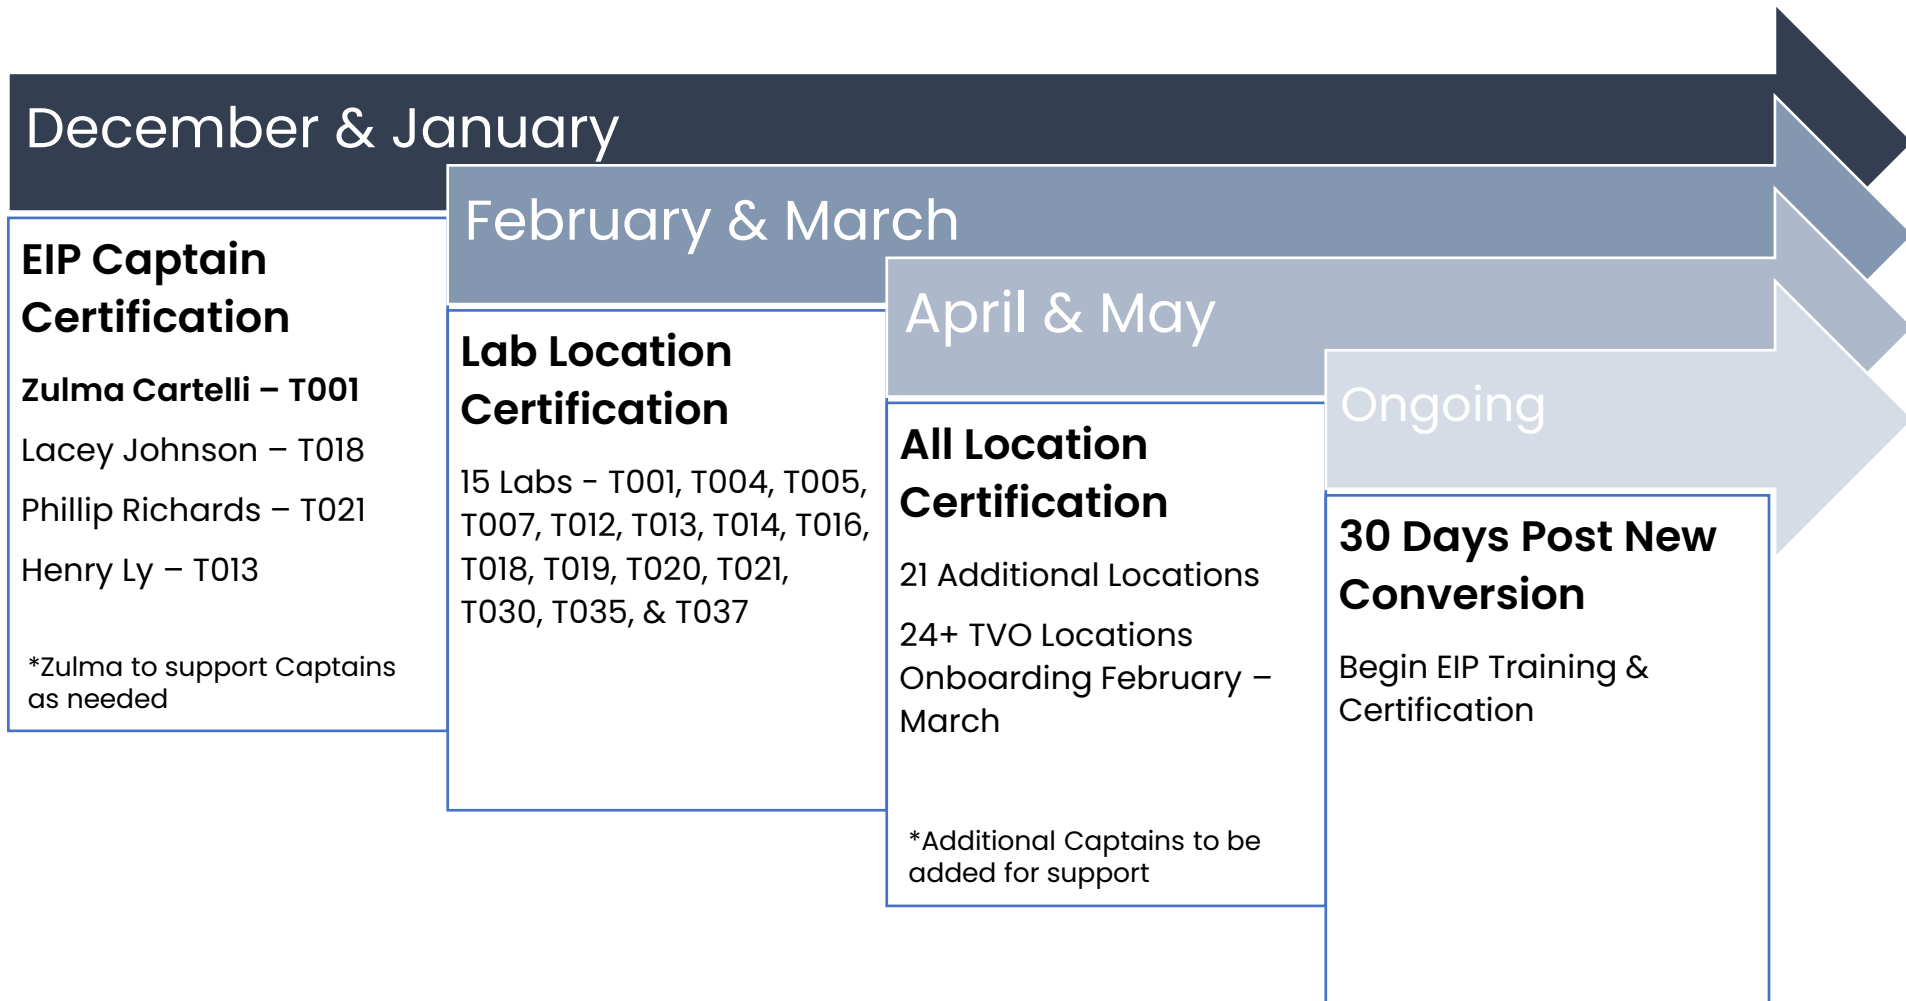 December & January
EIP Captain
Certification
Zulma Cartelli – T001
Lacey Johnson – T018
Phillip Richards – T021
Henry Ly – T013
*Zulma to support Captains
as needed
February & March
Lab Location
Certification
15 Labs - T001, T004, T005,
T007, T012, T013, T014, T016,
T018, T019, T020, T021,
T030, T035, & T037
April & May
All Location
Certification
21 Additional Locations
24+ TVO Locations
Onboarding February –
March
*Additional Captains to be
added for support
Ongoing
30 Days Post New
Conversion
Begin EIP Training &
Certification